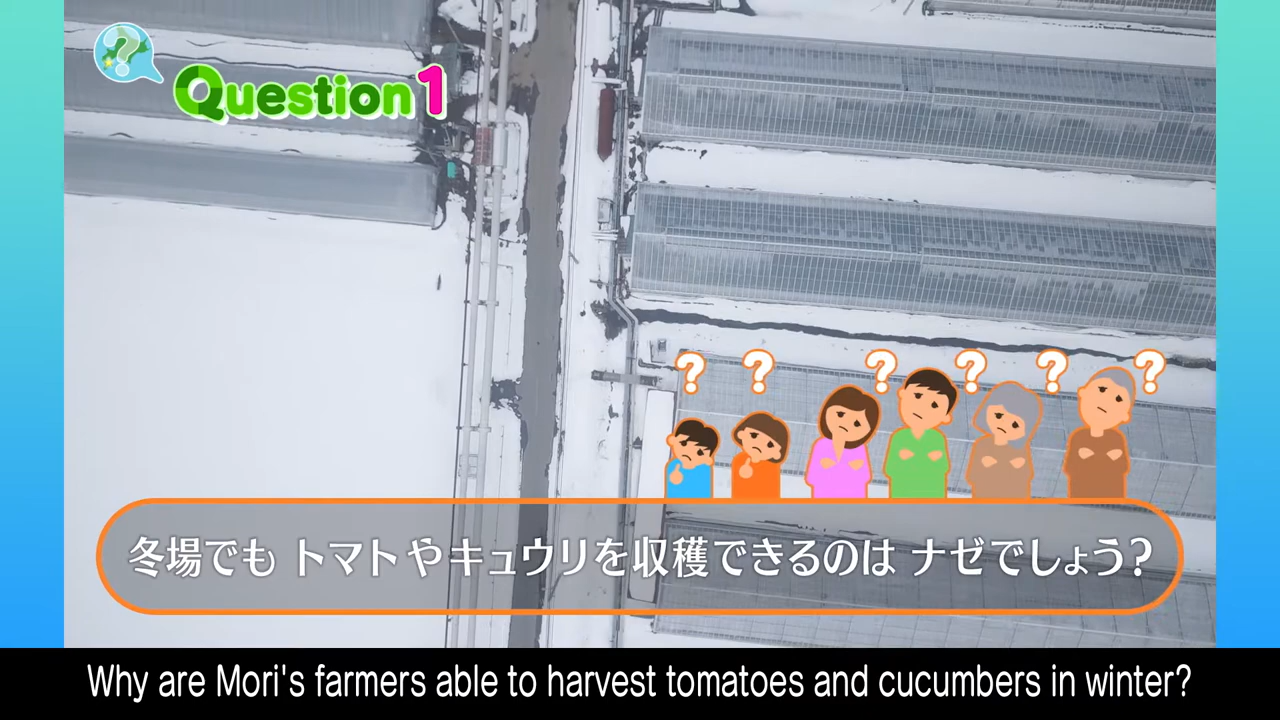 Question 1
? ? ? ? ? ?
冬場でも トマトやキュウリを収穫できるのは ナゼでしょう?
Why are Mori's farmers able to harvest tomatoes and cucumbers in winter?